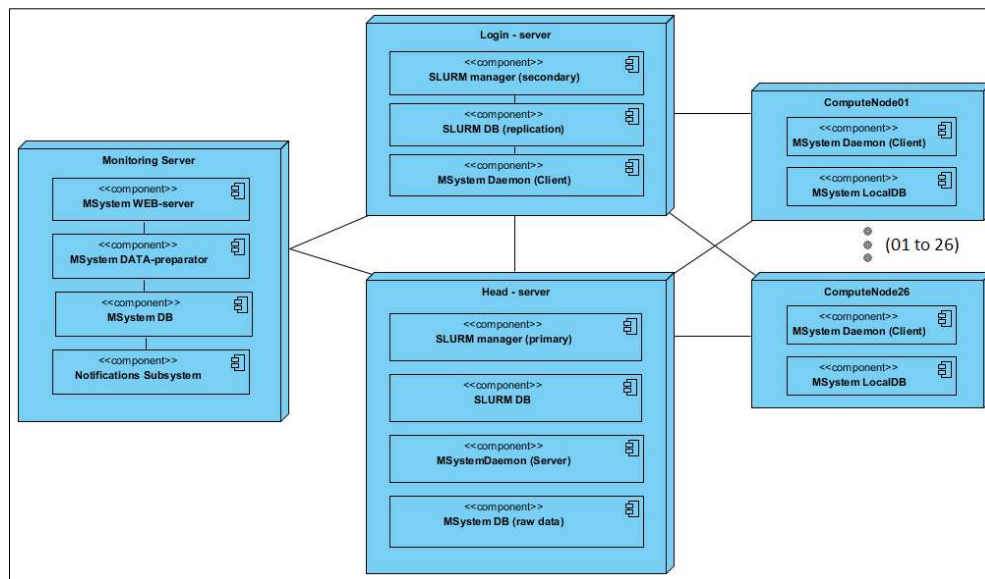 Login - server
<<component>>
SLURM manager (secondary)
<<component>>
SLURM DB (replication)
<<component>>
MSystem Daemon (Client)
Monitoring Server
<<component>>
MSystem WEB-server
<<component>>
MSystem DATA-preparator
<<component>>
MSystem DB
<<component>>
Notifications Subsystem
Head - server
<<component>>
SLURM manager (primary)
<<component>>
SLURM DB
<<component>>
MSystemDaemon (Server)
<<component>>
MSystem DB (raw data)
ComputeNode01
<<component>>
MSystem Daemon (Client)
<<component>>
MSystem LocalDB
(01 to 26)
ComputeNode26
<<component>>
MSystem Daemon (Client)
<<component>>
MSystem LocalDB